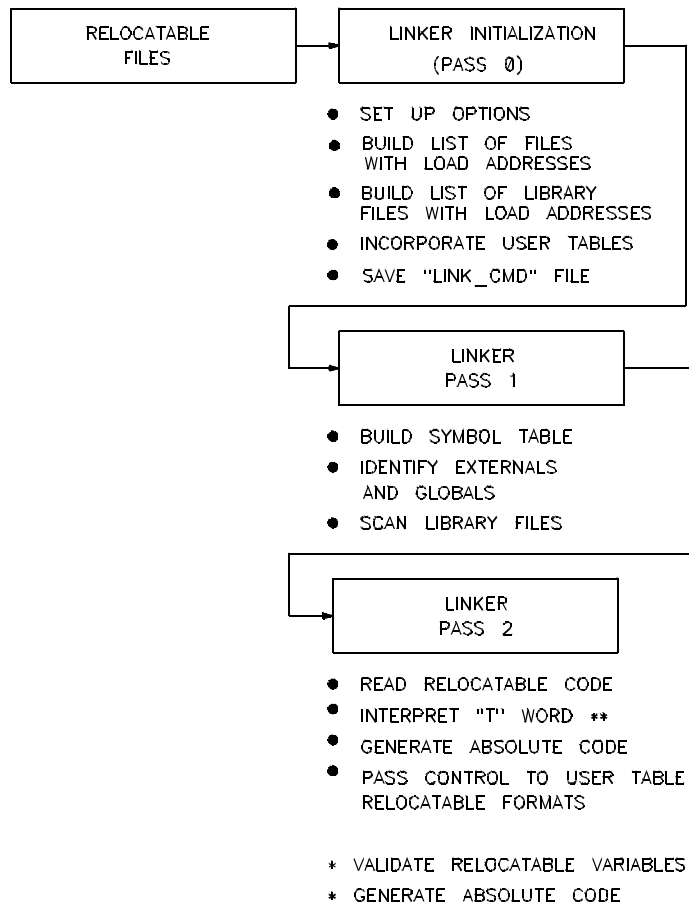 RELOCATABLE
FILES
LINKER INITIALIZATION
(PASS 0)
● SET UP OPTIONS
● BUILD LIST OF FILES
WITH LOAD ADDRESSES
● BUILD LIST OF LIBRARY
FILES WITH LOAD ADDRESSES
● INCORPORATE USER TABLES
● SAVE "LINK_CMD" FILE
LINKER
PASS 1
● BUILD SYMBOL TABLE
● IDENTIFY EXTERNALS
AND GLOBALS
● SCAN LIBRARY FILES
LINKER
PASS 2
● READ RELOCATABLE CODE
● INTERPRET "T" WORD **
● GENERATE ABSOLUTE CODE
● PASS CONTROL TO USER TABLE
RELOCATABLE FORMATS
* VALIDATE RELOCATABLE VARIABLES
* GENERATE ABSOLUTE CODE